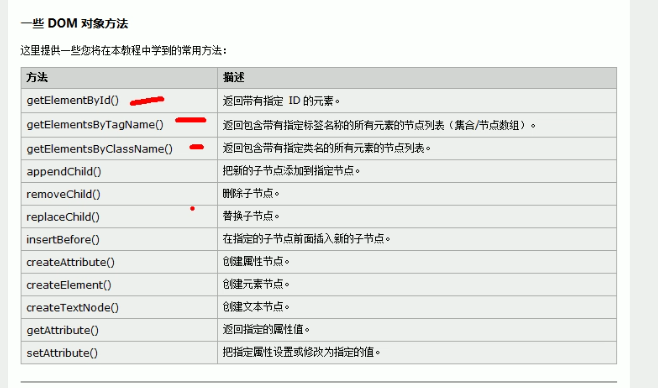 一些 DOM 对象方法
这里提供一些您将在本教程中学到的常用方法：
方法 描述
getElementById() 返回带有指定 ID 的元素。
getElementsByTagName() 返回包含带有指定标签名称的所有元素的节点列表（集合/节点数组）。
getElementsByClassName() 返回包含带有指定类名的所有元素的节点列表。
appendChild() 把新的子节点添加到指定节点。
removeChild() 删除子节点。
replaceChild() 替换子节点。
insertBefore() 在指定的子节点前面插入新的子节点。
createAttribute() 创建属性节点。
createElement() 创建元素节点。
createTextNode() 创建文本节点。
getAttribute() 返回指定的属性值。
setAttribute() 把指定属性设置或修改为指定的值。